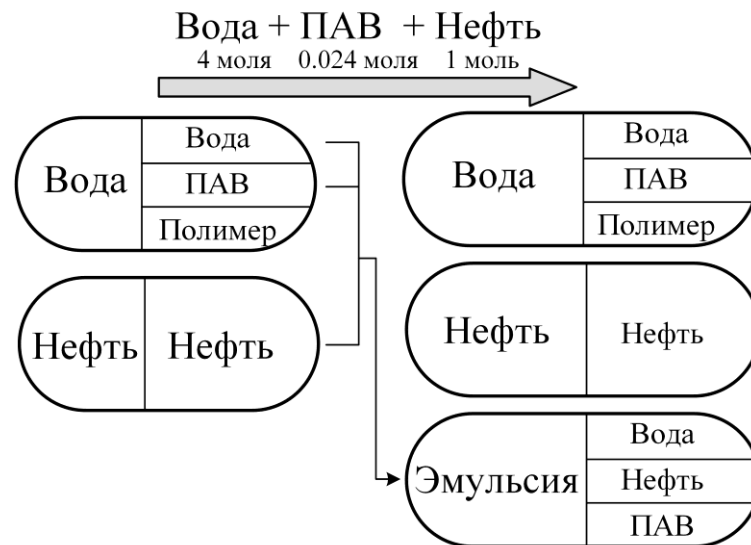 Вода + ПАВ + Нефть
4 моля 0.024 моля 1 моль
Вода
Вода
ПАВ
Полимер
Нефть
Нефть
Вода
Вода
ПАВ
Полимер
Нефть
Нефть
Эмульсия
Вода
Нефть
ПАВ